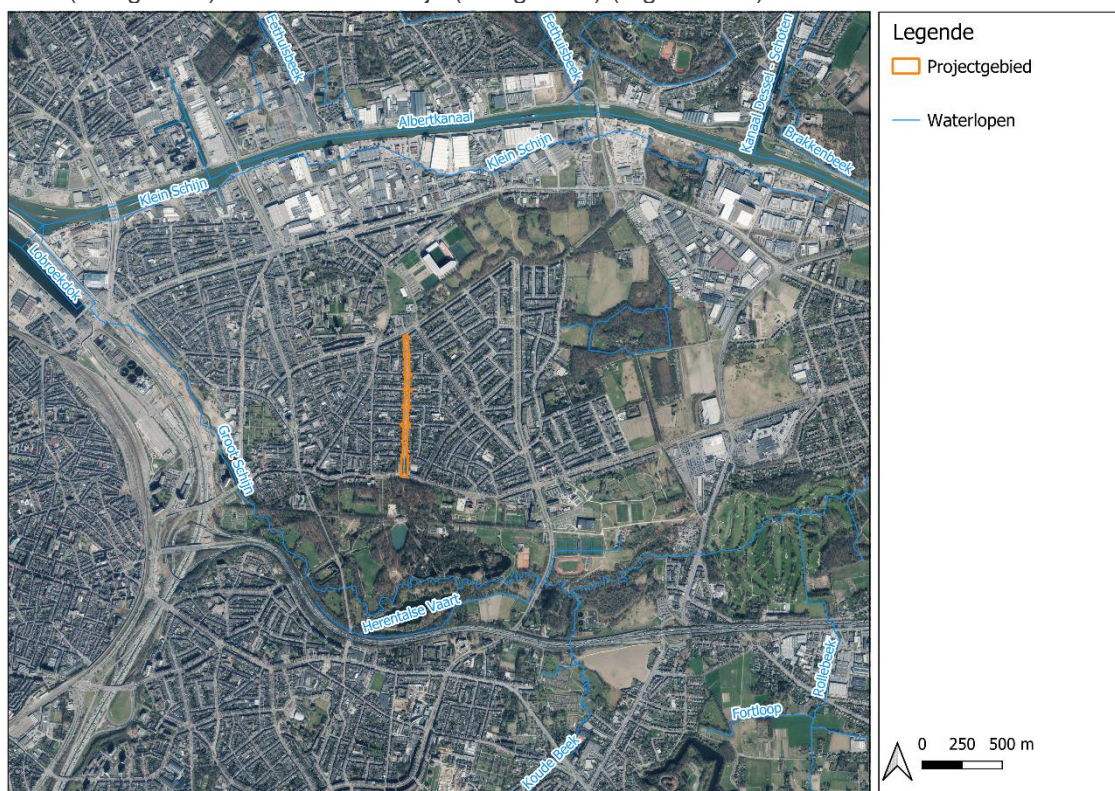 Eethuisbeek
Eethuisbeek
Kanaal Dessel - Schoten
Albertkanaal
Brakkenbeek
Klein Schijn
Klein Schijn
Lobroekdok
Groot Schijn
Herentalse Vaart
Rollebeek
Fortloop
Koude Beek
Legende
Projectgebied
Waterlopen
0 250 500 m